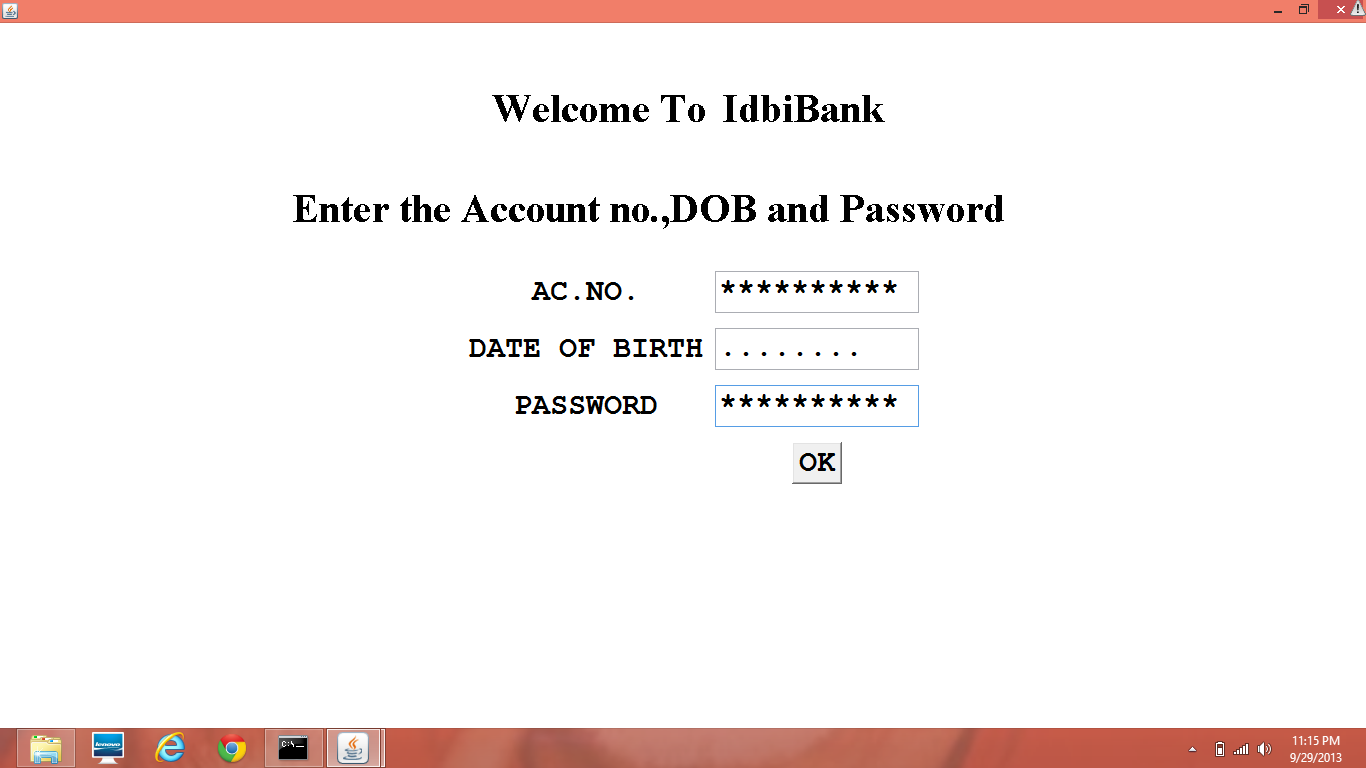 Welcome To IdbiBank
Enter the Account no.,DOB and Password
AC.NO. **********
DATE OF BIRTH ........
PASSWORD **********
OK
lenovo
C:\_
11:15 PM
9/29/2013